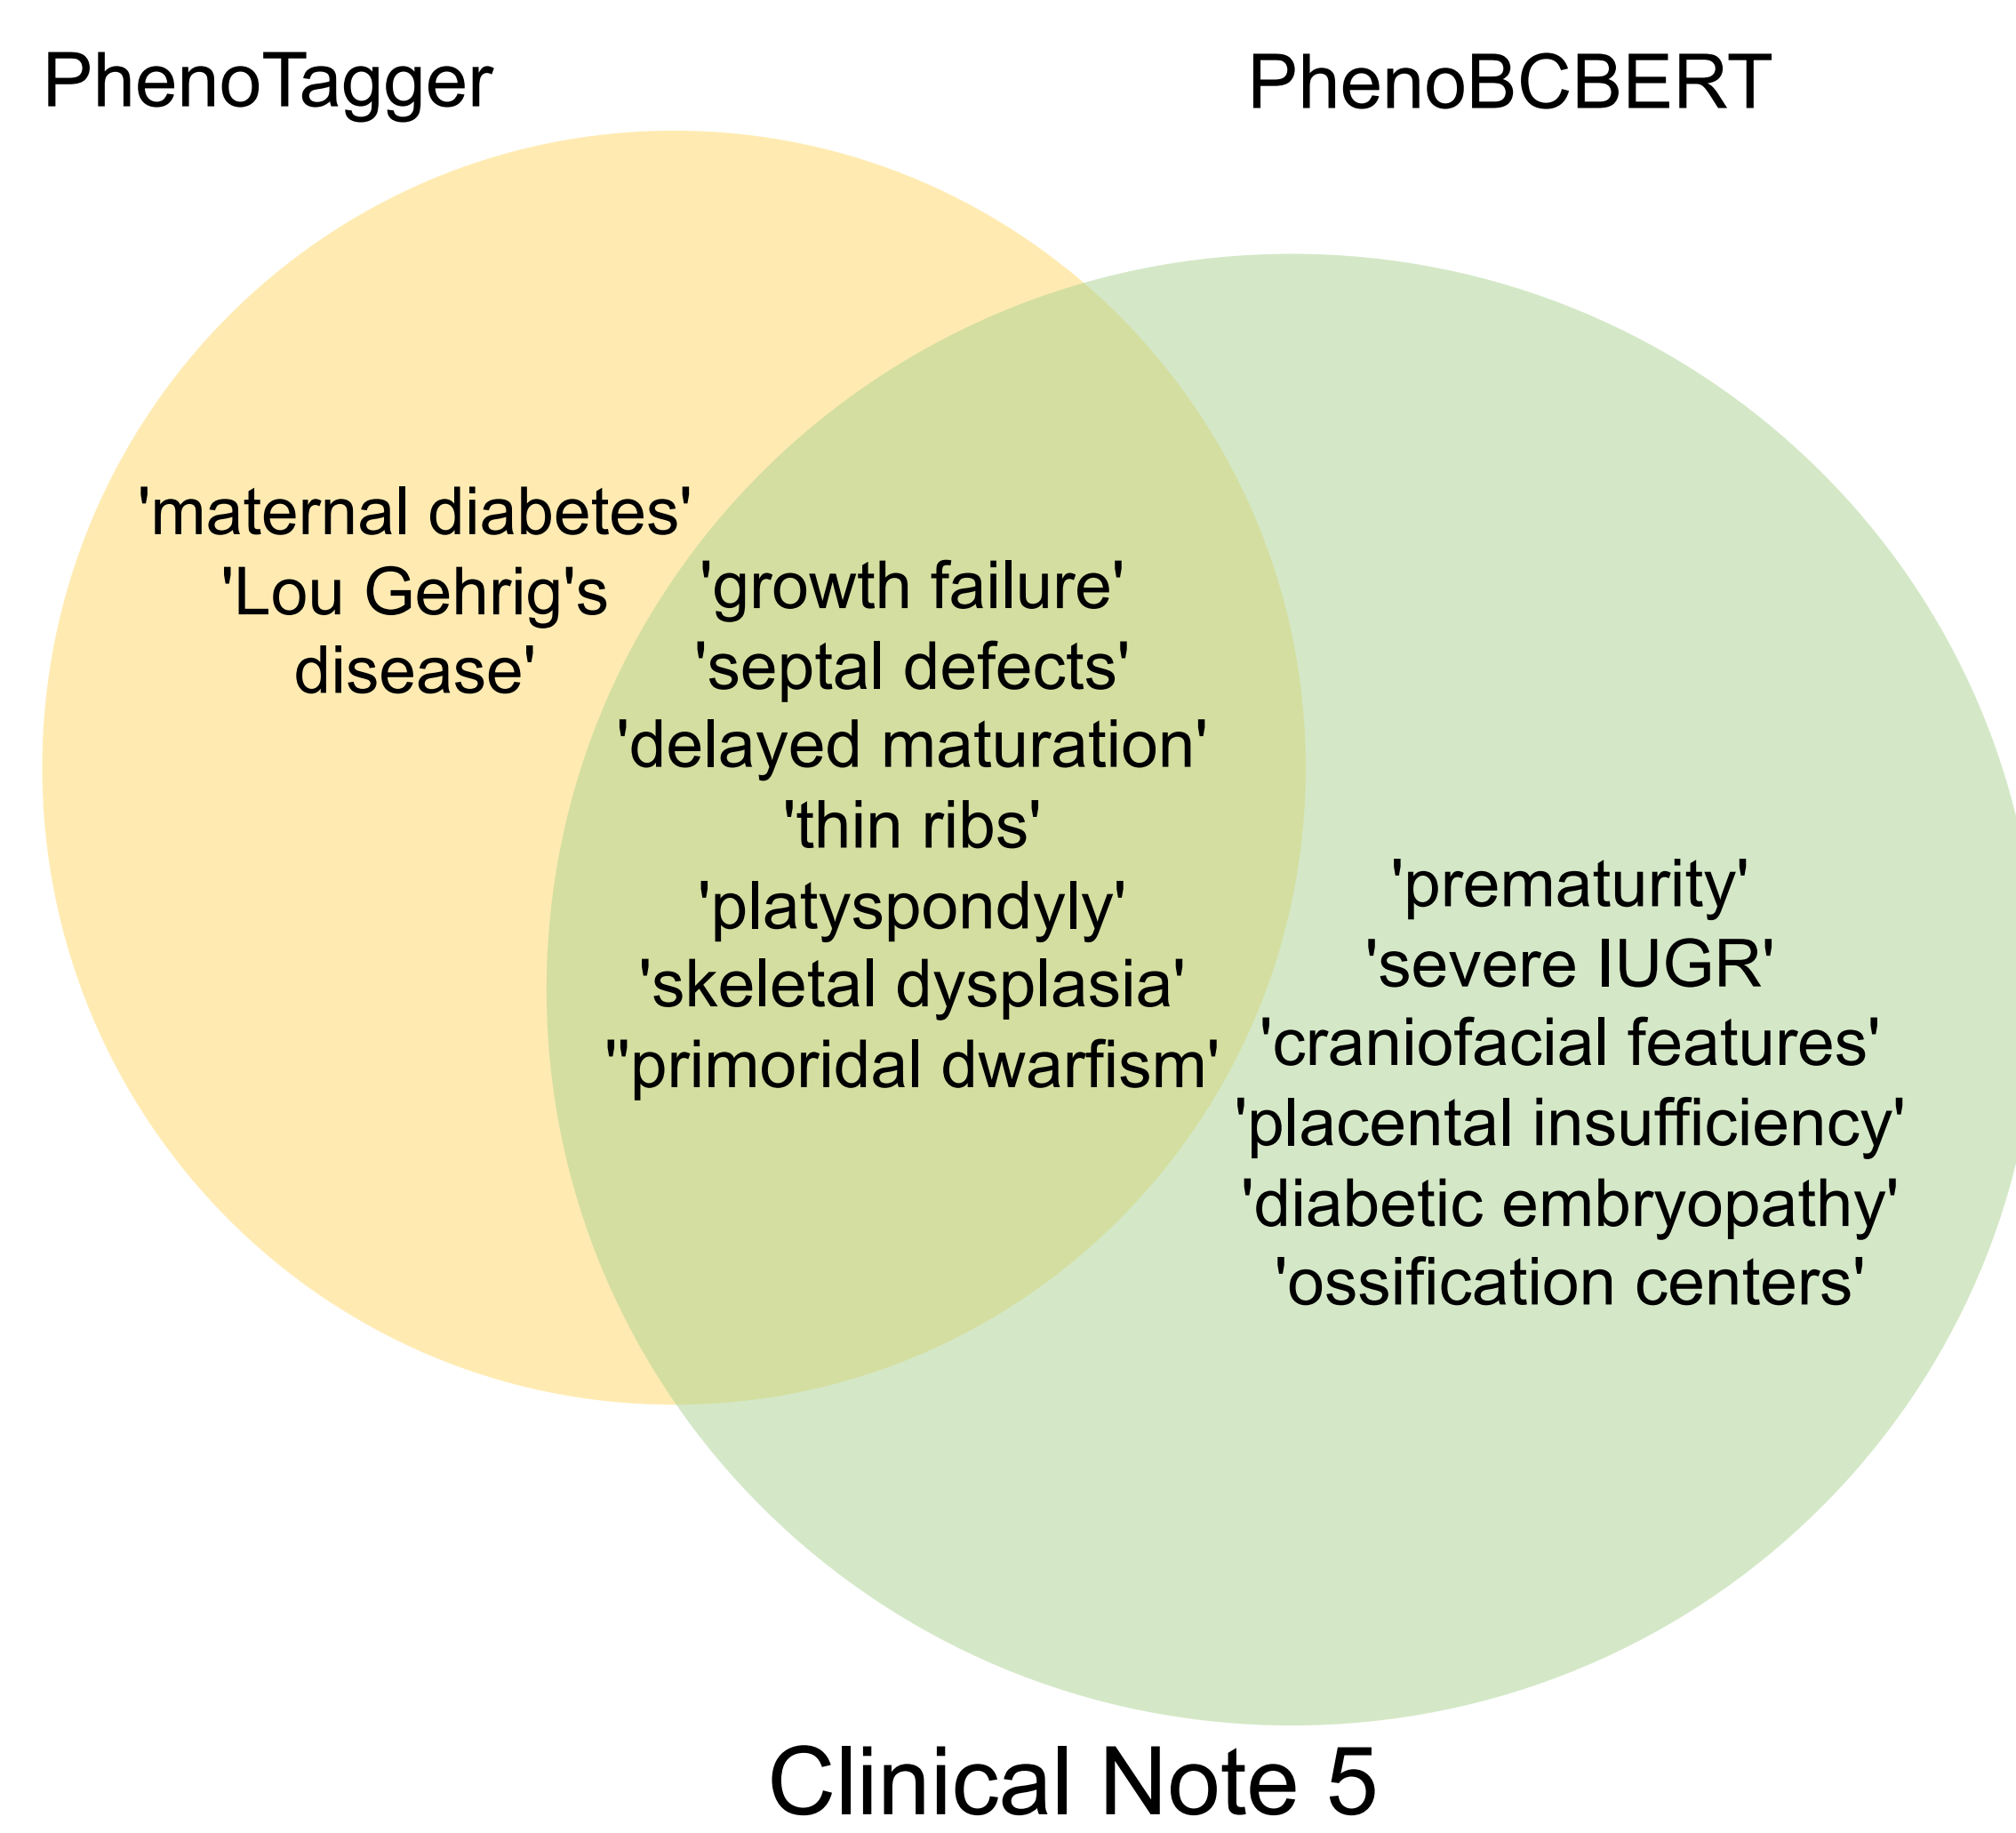 PhenoTagger
PhenoBCBERT
'maternal diabetes'
'Lou Gehrig's
disease'
'growth failure'
'septal defects'
'delayed maturation'
'thin ribs'
'platyspondyly'
'skeletal dysplasia'
''primoridal dwarfism'
'prematurity'
'severe IUGR'
'craniofacial features'
'placental insufficiency'
'diabetic embryopathy'
'ossification centers'
Clinical Note 5